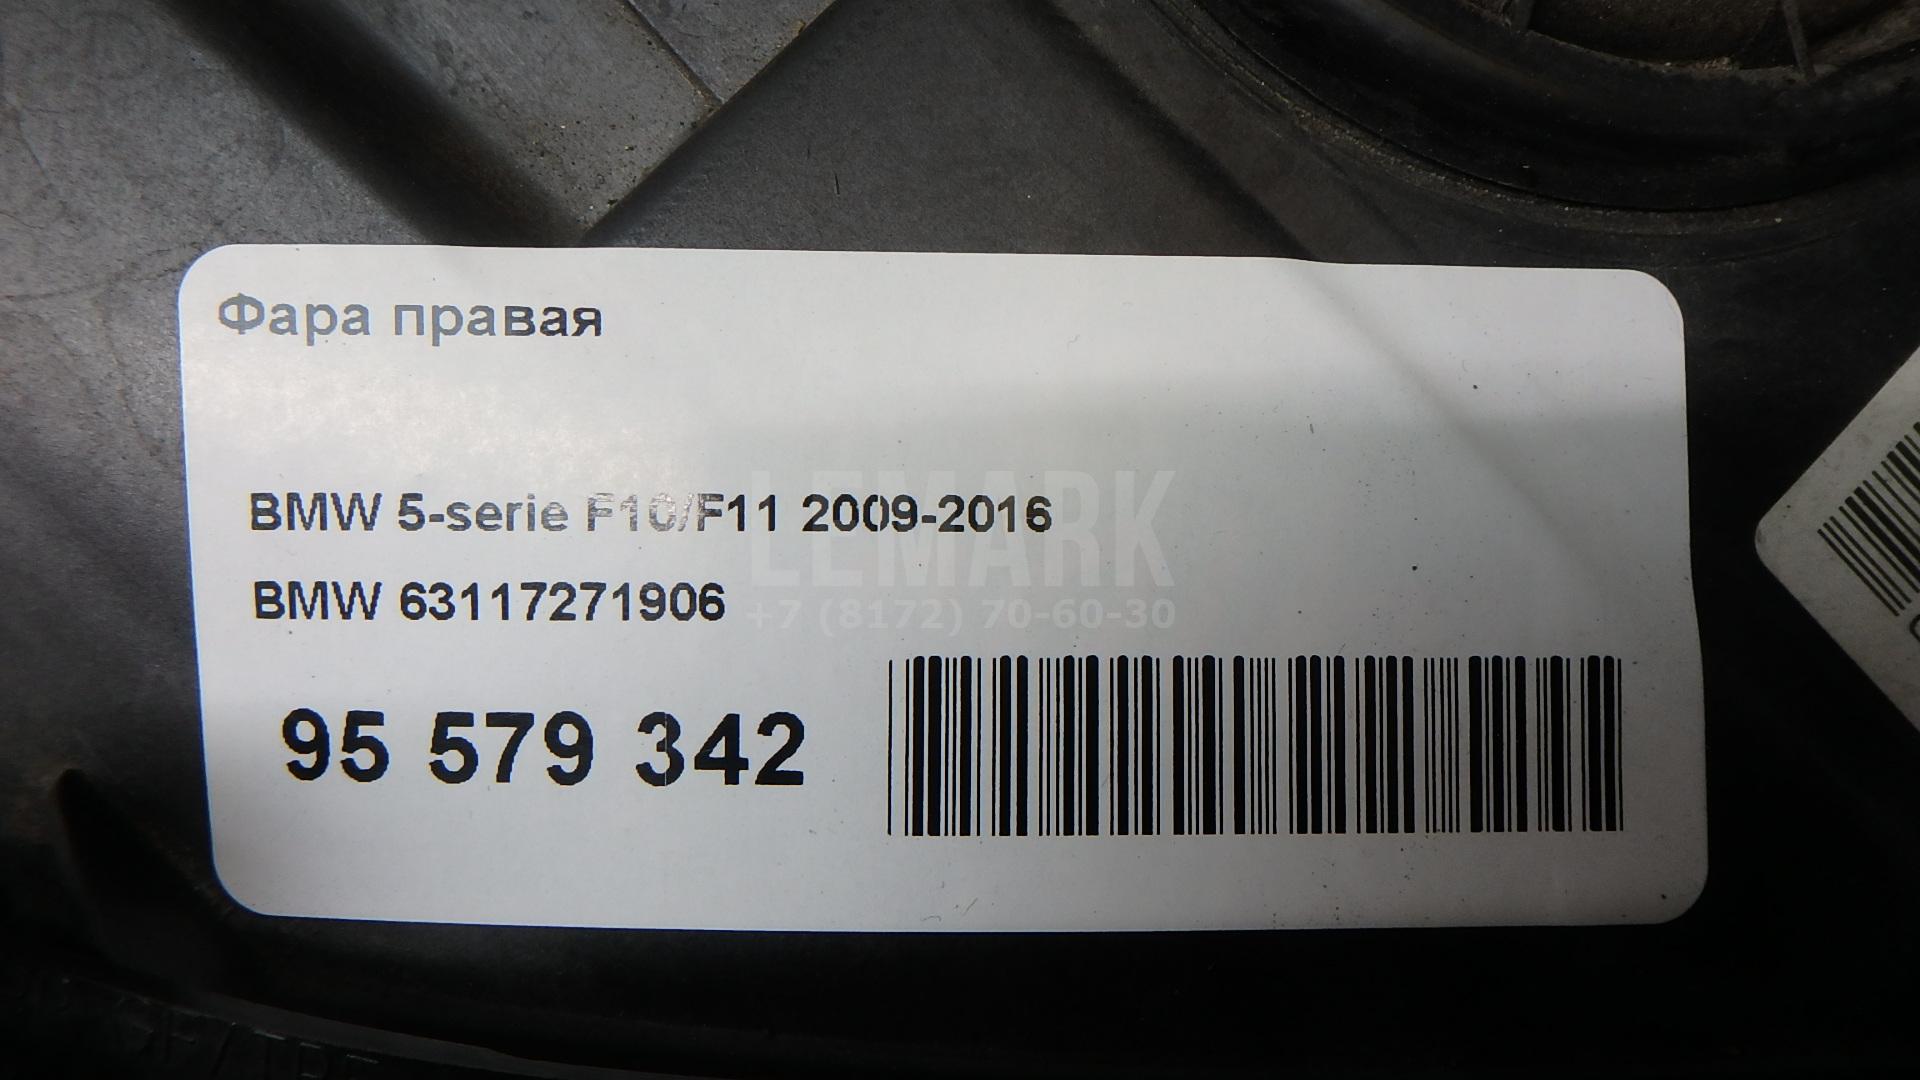 Фара правая
BMW 5-serie F10/F11 2009-2016
LEMARK
BMW 63117271906
+7 (8172) 70-60-30
95 579 342